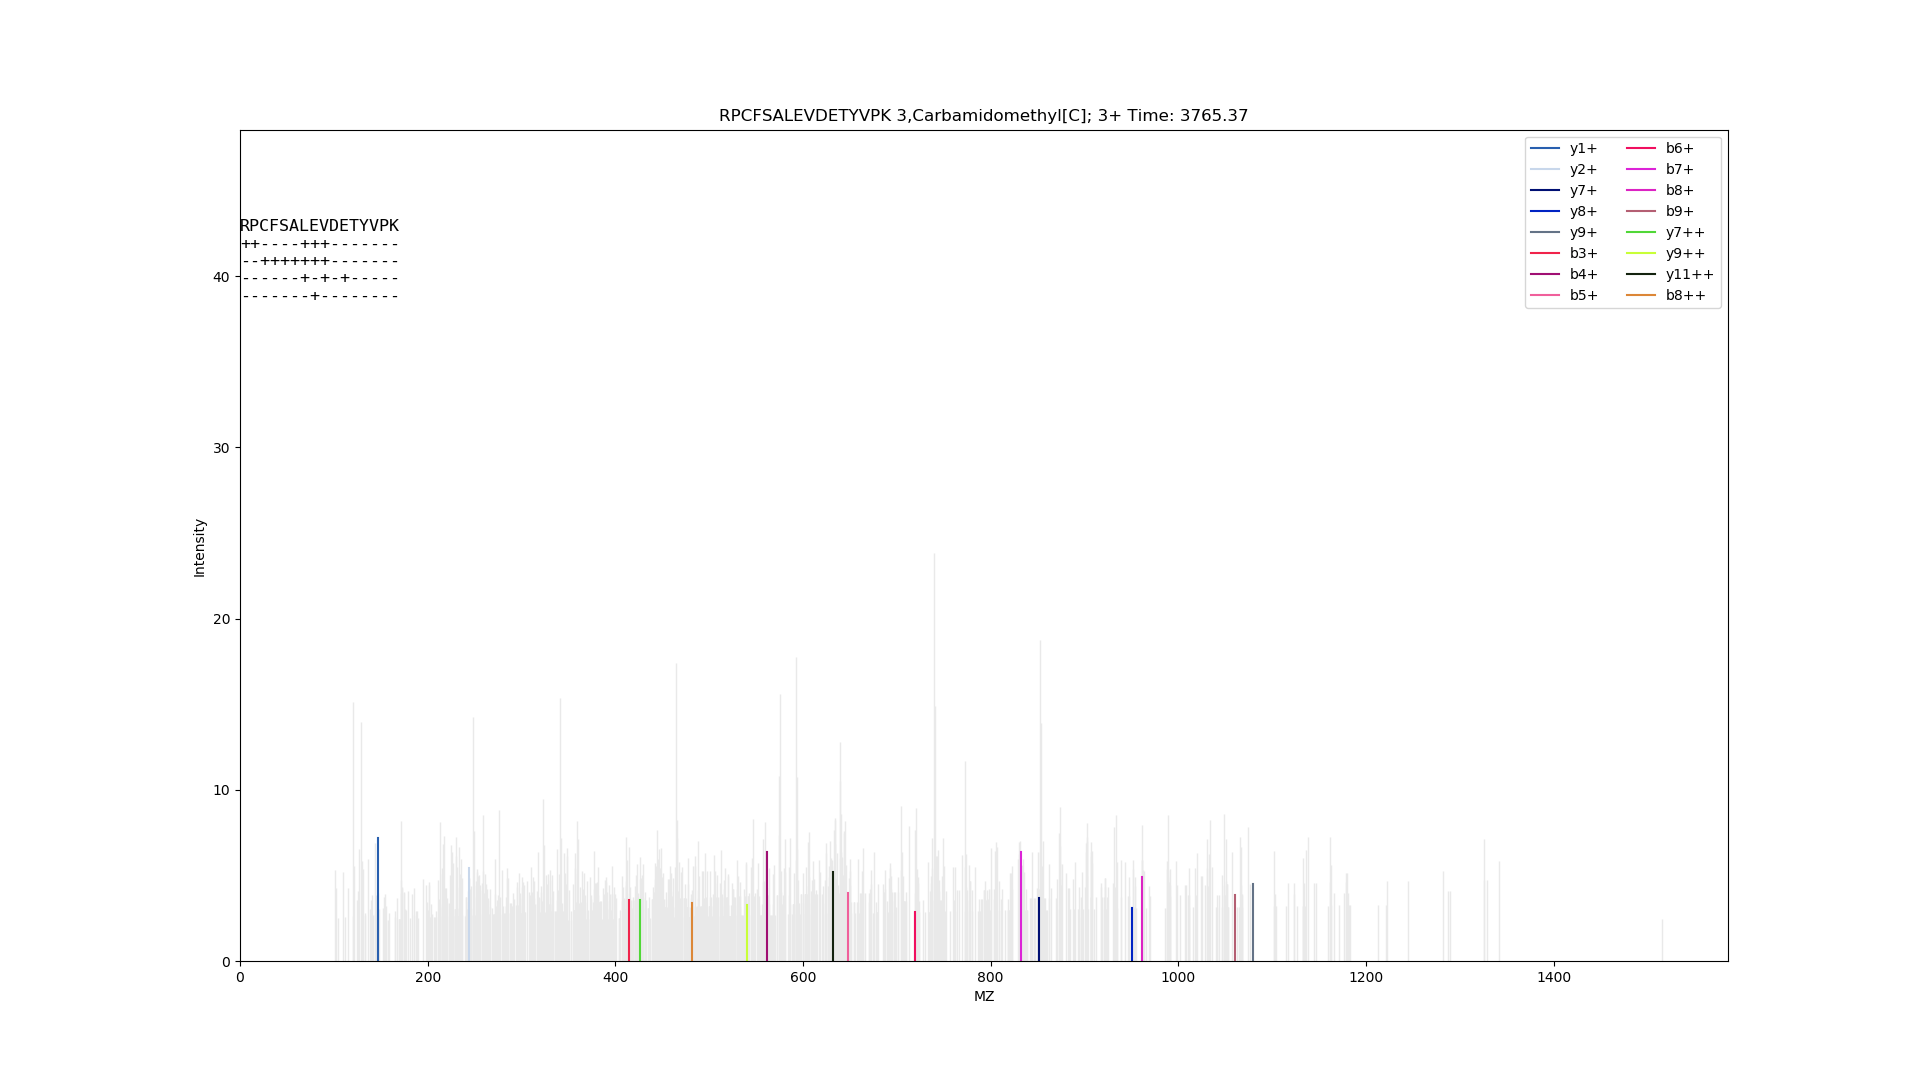 RPCFSALEVDETYVPK 3,Carbamidomethyl[C]; 3+ Time: 3765.37
y1+ b6+
y2+ b7+
y7+ b8+
y8+ b9+
y9+ y7++
b3+ y9++
b4+ y11++
b5+ b8++
RPCFSALEVDETYVPK
++----+++-------
--+++++++-------
------+-+-+-----
-------+--------
40
30
20
10
0
Intensity
0 200 400 600 800 1000 1200 1400
MZ